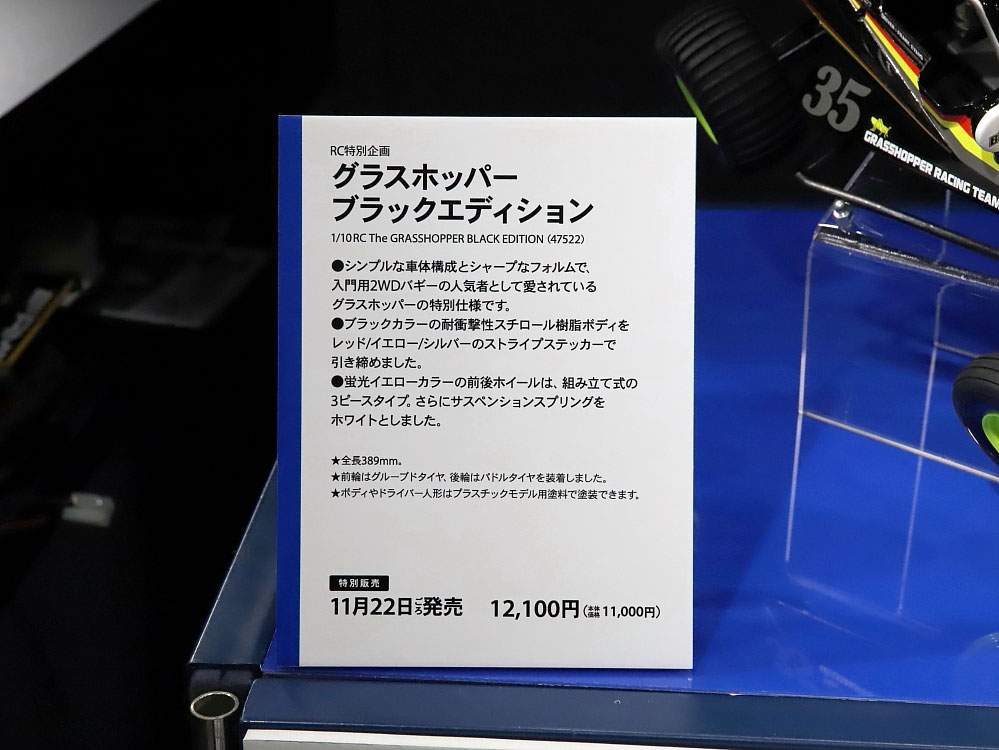 RC特別企画
グラスホッパー
ブラックエディション
1/10 RC The GRASSHOPPER BLACK EDITION (47522)
●シンプルな車体構成とシャープなフォルムで、
入門用2WDバギーの人気者として愛されている
グラスホッパーの特別仕様です。
●ブラックカラーの耐衝撃性スチロール樹脂ボディを
レッド/イエロー/シルバーのストライプステッカーで
引き締めました。
●蛍光イエローカラーの前後ホイールは、組み立て式の
3ピースタイプ。さらにサスペンションスプリングを
ホワイトとしました。
★全長389mm。
★前輪はグルーブドタイヤ、後輪はパドルタイヤを装着しました。
★ボディやドライバー人形はプラスチックモデル用塗料で塗装できます。
特別販売
11月22日ごろ発売 12,100円(本体価格11,000円)
35
GRASSHOPPER RACING TEAM